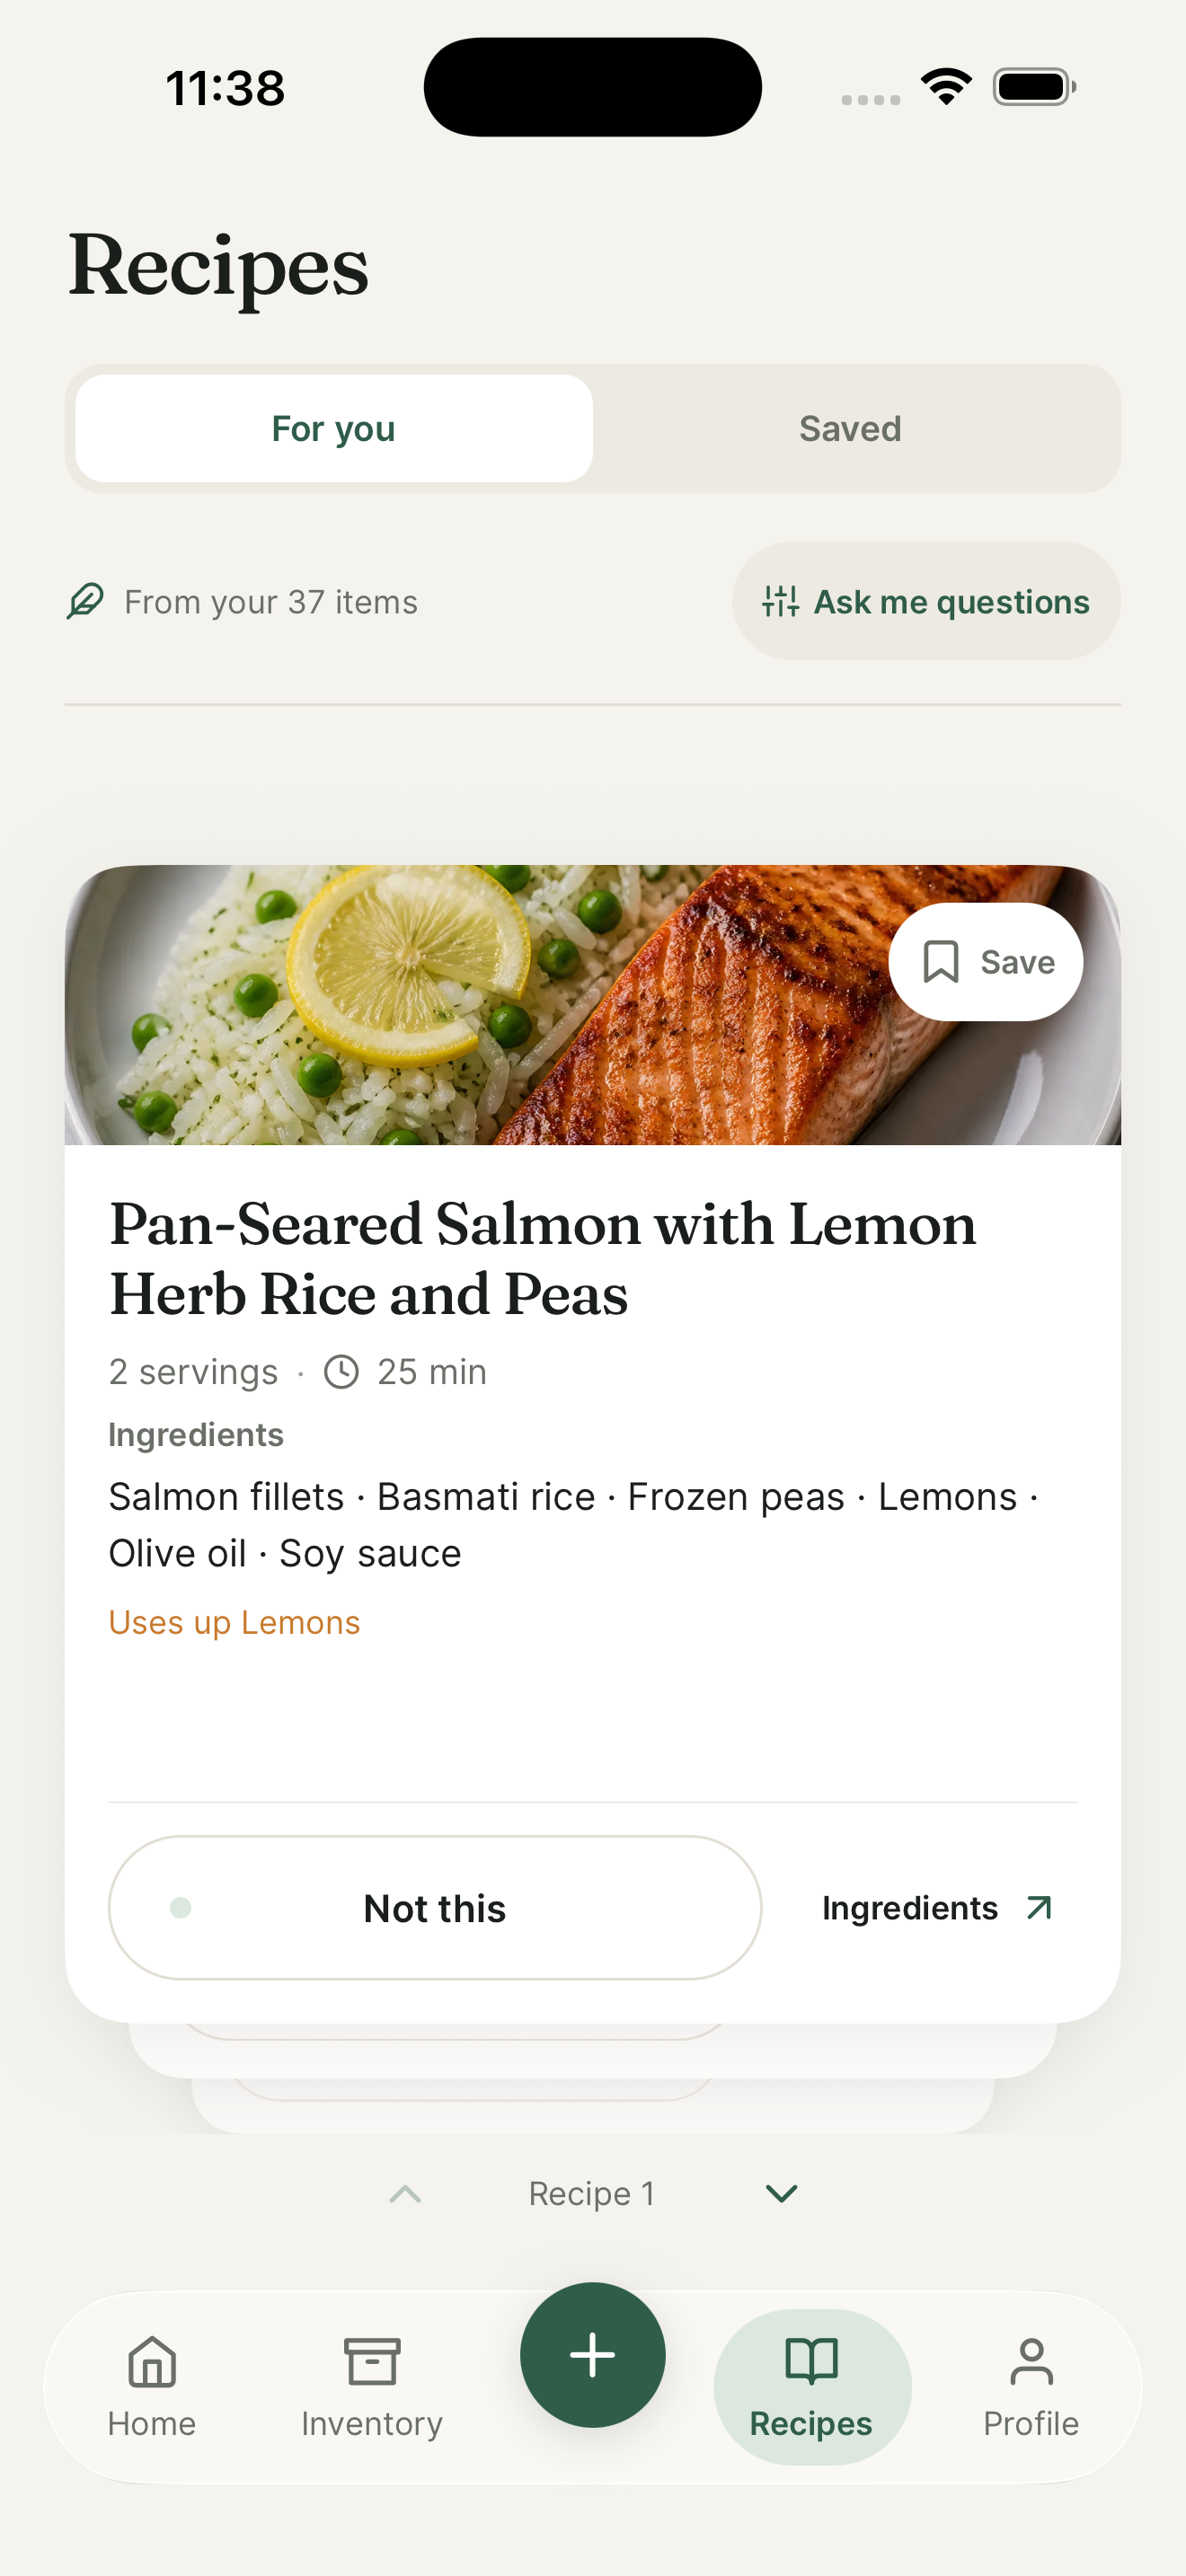 11:38
Recipes
For you
Saved
From your 37 items
Ask me questions
Save
Pan-Seared Salmon with Lemon
Herb Rice and Peas
2 servings · 25 min
Ingredients
Salmon fillets · Basmati rice · Frozen peas · Lemons ·
Olive oil · Soy sauce
Uses up Lemons
Not this
Ingredients
Recipe 1
Home
Inventory
Recipes
Profile